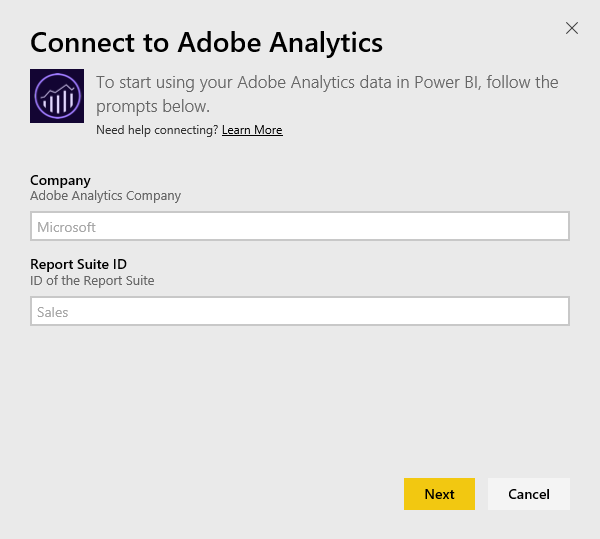 Connect to Adobe Analytics
To start using your Adobe Analytics data in Power BI, follow the
prompts below.
Need help connecting? Learn More
Company
Adobe Analytics Company
Microsoft
Report Suite ID
ID of the Report Suite
Sales
Next Cancel